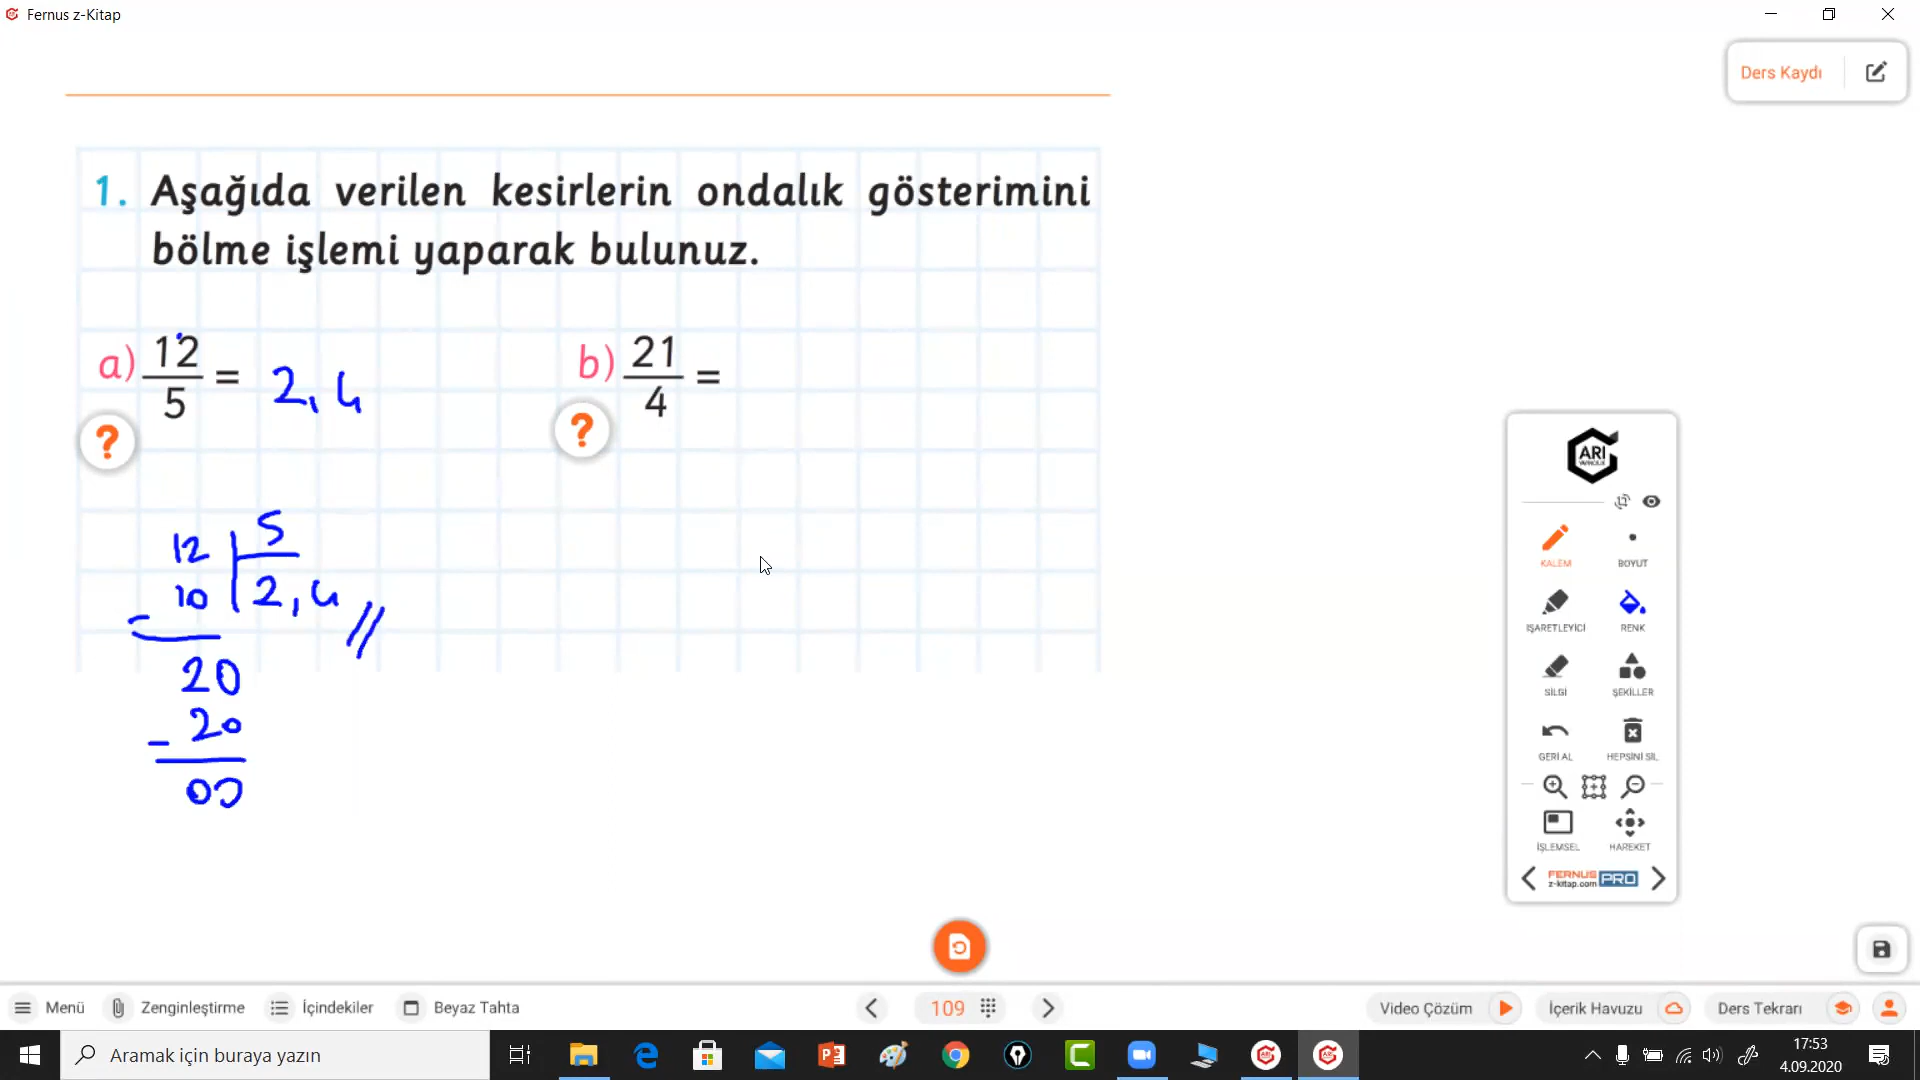 Fernus z-Kitap
Ders Kaydı
1. Aşağıda verilen kesirlerin ondalık gösterimini
bölme işlemi yaparak bulunuz.
a) 12/5 = 2,4
b) 21/4 =
?
?
12 5
10 2,4
-
20
- 20
00
ARI
YAYINCILIK
KALEM BOYUT
İŞARETLEYİCİ RENK
SİLGİ ŞEKİLLER
GERİ AL HEPSİNİ SİL
İŞLEMSEL HAREKET
FERNUS
z-kitap.com PRO
Menü Zenginleştirme İçindekiler Beyaz Tahta 109 Video Çözüm İçerik Havuzu Ders Tekrarı
Aramak için buraya yazın
17:53
4.09.2020